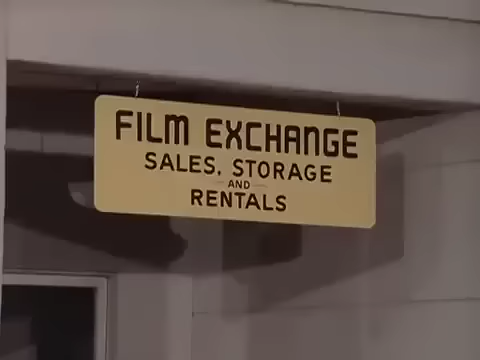 FILM EXCHANGE
SALES, STORAGE
AND
RENTALS